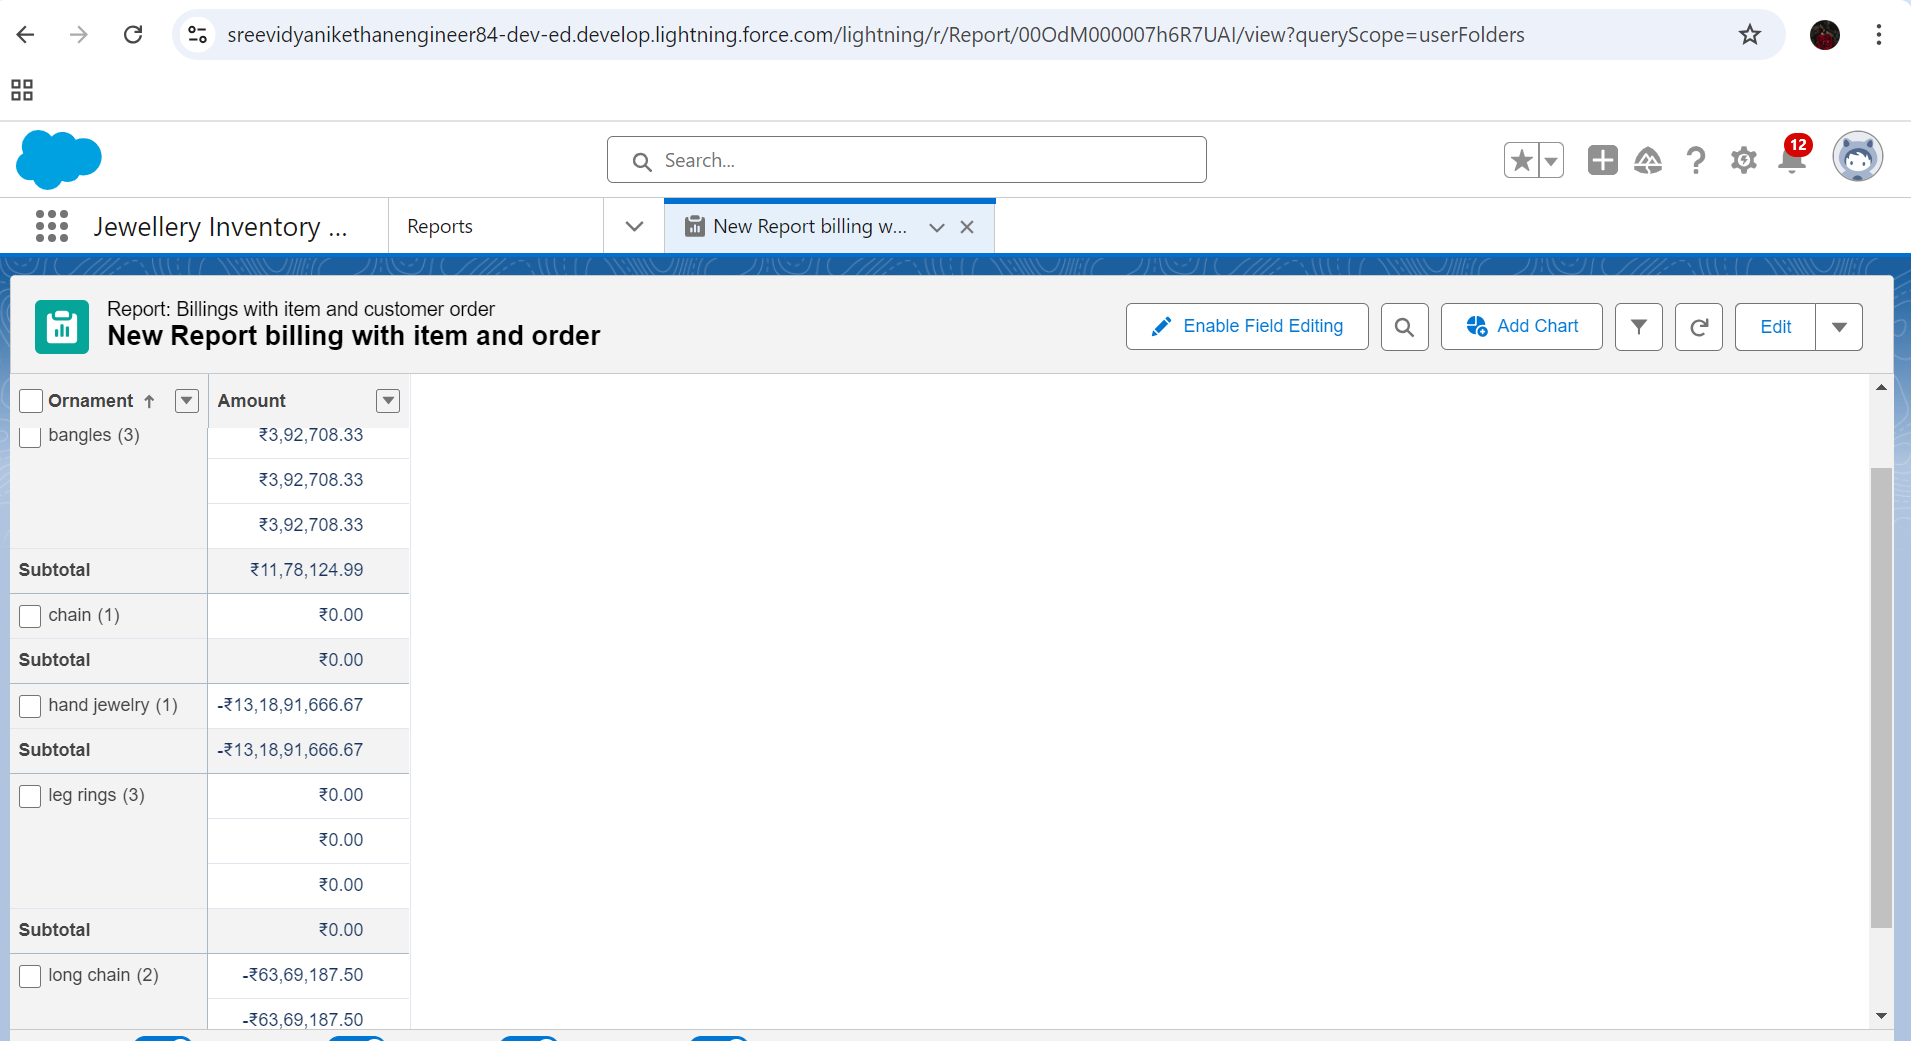 sreevidyanikethanengineer84-dev-ed.develop.lightning.force.com/lightning/r/Report/00OdM000007h6R7UAI/view?queryScope=userFolders
Search...
12
Jewellery Inventory ...
Reports
New Report billing w...
Report: Billings with item and customer order
New Report billing with item and order
Enable Field Editing
Add Chart
Edit
Ornament ↑ Amount
bangles (3) ₹3,92,708.33
₹3,92,708.33
₹3,92,708.33
Subtotal ₹11,78,124.99
chain (1) ₹0.00
Subtotal ₹0.00
hand jewelry (1) -₹13,18,91,666.67
Subtotal -₹13,18,91,666.67
leg rings (3) ₹0.00
₹0.00
₹0.00
Subtotal ₹0.00
long chain (2) -₹63,69,187.50
-₹63,69,187.50